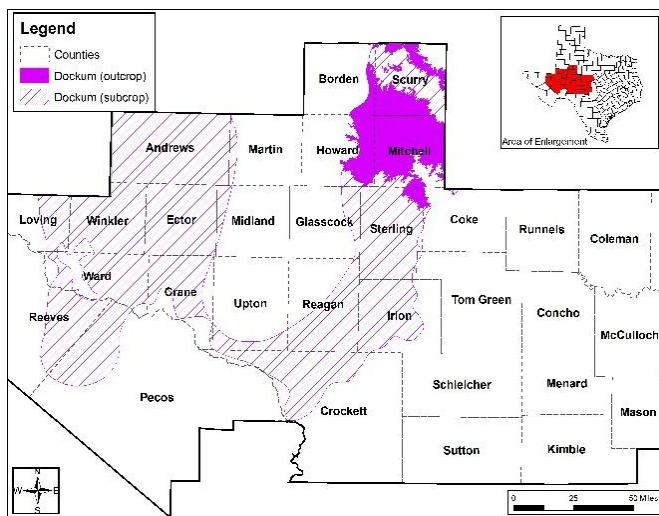 Legend
Counties
Dockum (outcrop)
Dockum (subcrop)
Area of Enlargement
Borden
Scurry
Andrews
Martin
Howard
Mitchell
Loving
Winkler
Ector
Midland
Glasscock
Sterling
Coke
Runnels
Coleman
Ward
Crane
Upton
Reagan
Irion
Tom Green
Concho
McCulloch
Reeves
Pecos
Crockett
Schleicher
Menard
Mason
Sutton
Kimble
N
W
E
S
0 25 50 Miles